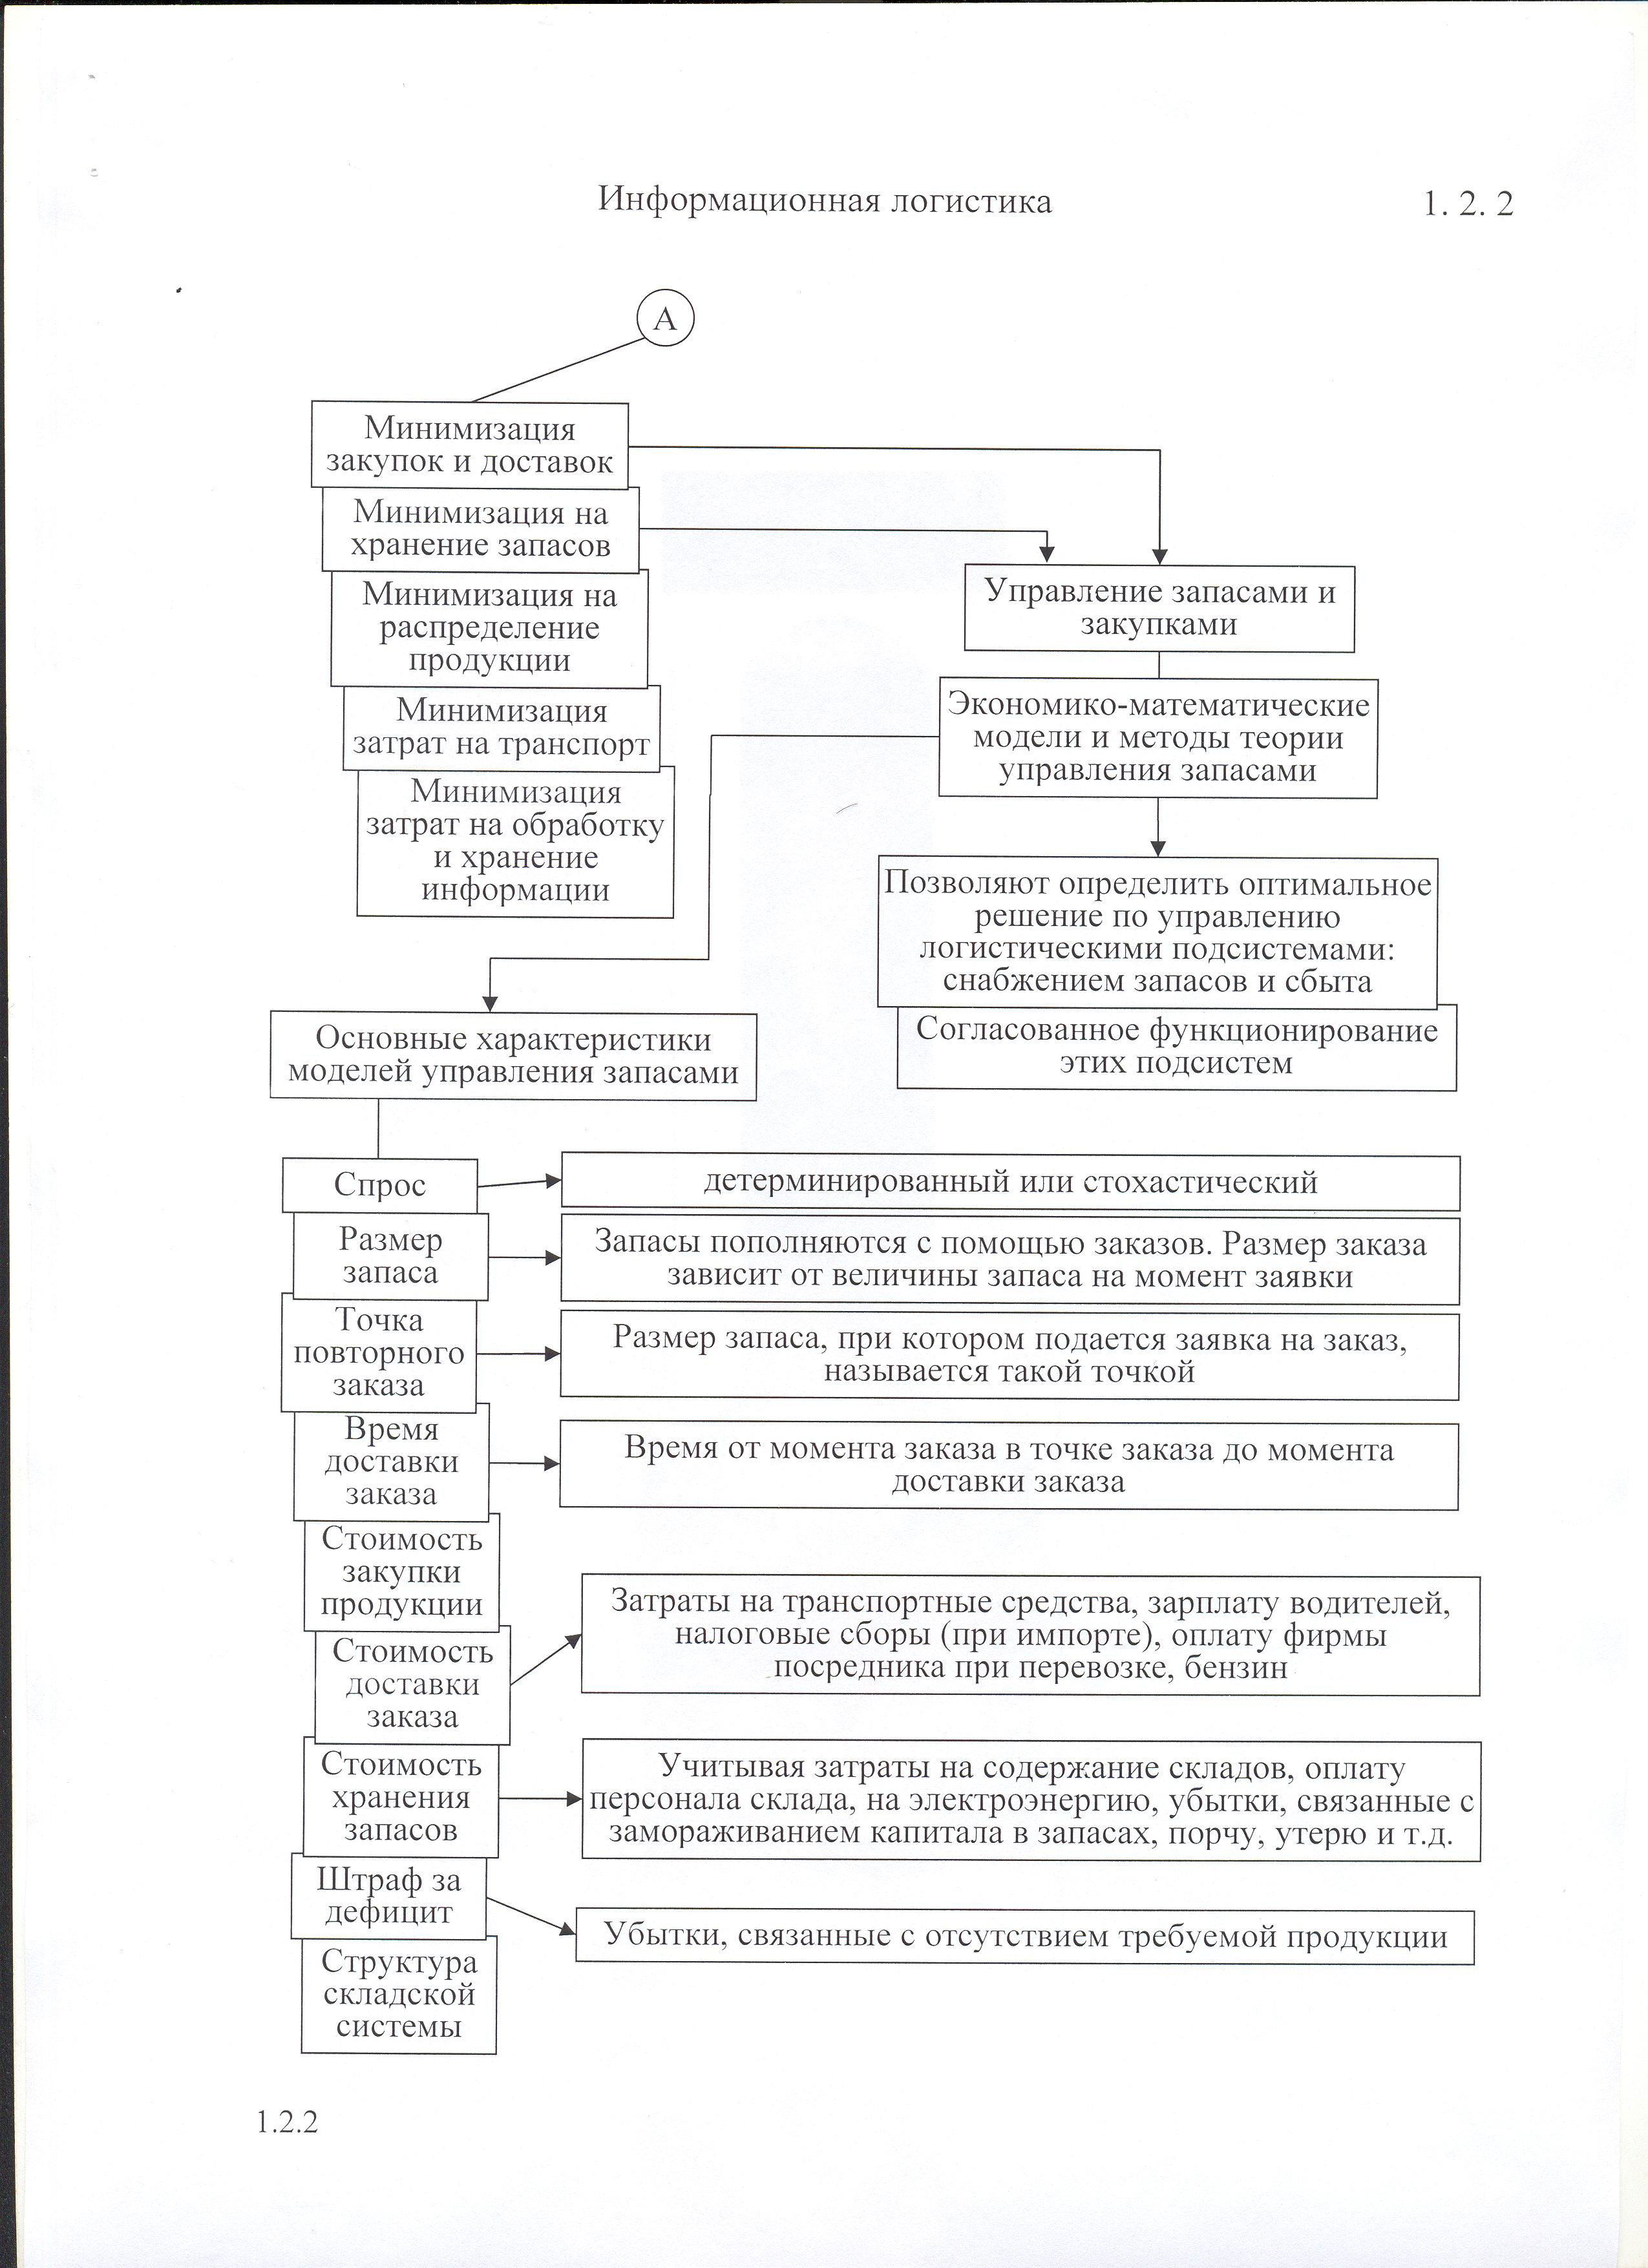 Информационная логистика
1. 2. 2
А
Минимизация
закупок и доставок
Минимизация на
хранение запасов
Минимизация на
распределение
продукции
Минимизация
затрат на транспорт
Минимизация
затрат на обработку
и хранение
информации
Управление запасами и
закупками
Экономико-математические
модели и методы теории
управления запасами
Позволяют определить оптимальное
решение по управлению
логистическими подсистемами:
снабжением запасов и сбыта
Согласованное функционирование
этих подсистем
Основные характеристики
моделей управления запасами
Спрос
детерминированный или стохастический
Размер
запаса
Запасы пополняются с помощью заказов. Размер заказа
зависит от величины запаса на момент заявки
Точка
повторного
заказа
Размер запаса, при котором подается заявка на заказ,
называется такой точкой
Время
доставки
заказа
Время от момента заказа в точке заказа до момента
доставки заказа
Стоимость
закупки
продукции
Стоимость
доставки
заказа
Затраты на транспортные средства, зарплату водителей,
налоговые сборы (при импорте), оплату фирмы
посредника при перевозке, бензин
Стоимость
хранения
запасов
Учитывая затраты на содержание складов, оплату
персонала склада, на электроэнергию, убытки, связанные с
замораживанием капитала в запасах, порчу, утерю и т.д.
Штраф за
дефицит
Убытки, связанные с отсутствием требуемой продукции
Структура
складской
системы
1.2.2